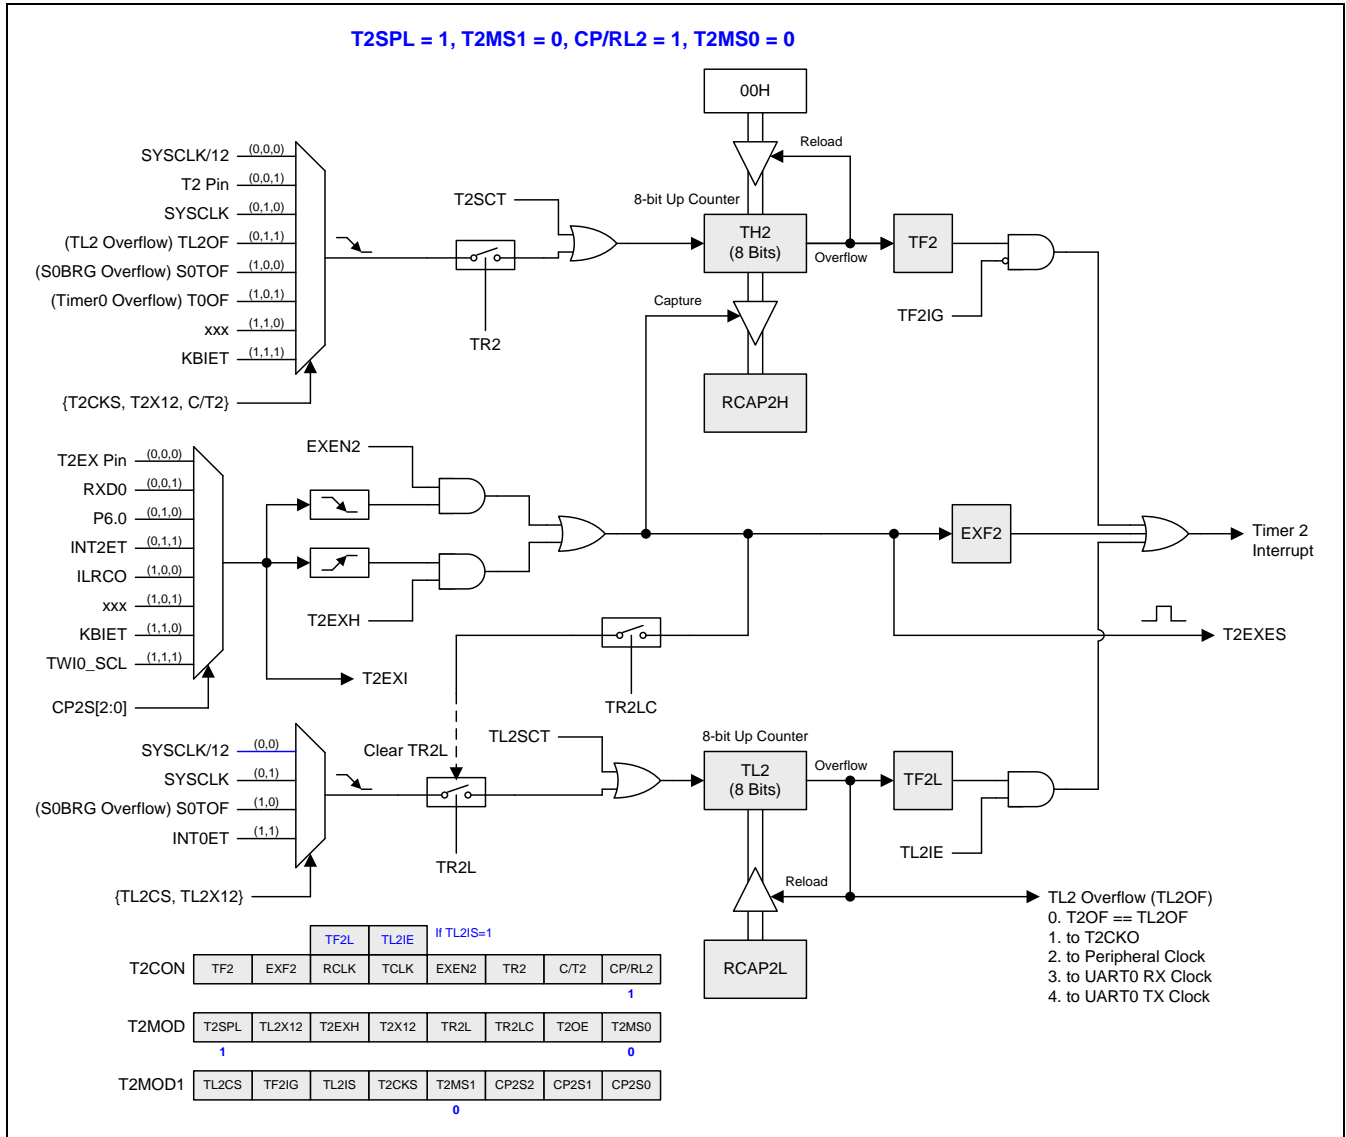 T2SPL = 1, T2MS1 = 0, CP/RL2 = 1, T2MS0 = 0
00H
Reload
SYSCLK/12 (0,0,0)
T2 Pin (0,0,1)
SYSCLK (0,1,0)
(TL2 Overflow) TL2OF (0,1,1)
(S0BRG Overflow) S0TOF (1,0,0)
(Timer0 Overflow) T0OF (1,0,1)
xxx (1,1,0)
KBIET (1,1,1)
{T2CKS, T2X12, C/T2}
TR2
T2SCT
8-bit Up Counter
TH2
(8 Bits)
Overflow
TF2
TF2IG
Capture
RCAP2H
EXEN2
T2EX Pin (0,0,0)
RXD0 (0,0,1)
P6.0 (0,1,0)
INT2ET (0,1,1)
ILRCO (1,0,0)
xxx (1,0,1)
KBIET (1,1,0)
TWI0_SCL (1,1,1)
CP2S[2:0]
T2EXH
T2EXI
EXF2
Timer 2
Interrupt
T2EXES
TR2LC
Clear TR2L
SYSCLK/12 (0,0)
SYSCLK (0,1)
(S0BRG Overflow) S0TOF (1,0)
INT0ET (1,1)
{TL2CS, TL2X12}
TR2L
TL2SCT
8-bit Up Counter
TL2
(8 Bits)
Overflow
TF2L
TL2IE
Reload
RCAP2L
TL2 Overflow (TL2OF)
0. T2OF == TL2OF
1. to T2CKO
2. to Peripheral Clock
3. to UART0 RX Clock
4. to UART0 TX Clock
TF2L TL2IE If TL2IS=1
T2CON TF2 EXF2 RCLK TCLK EXEN2 TR2 C/T2 CP/RL2
1
T2MOD T2SPL TL2X12 T2EXH T2X12 TR2L TR2LC T2OE T2MS0
1 0
T2MOD1 TL2CS TF2IG TL2IS T2CKS T2MS1 CP2S2 CP2S1 CP2S0
0